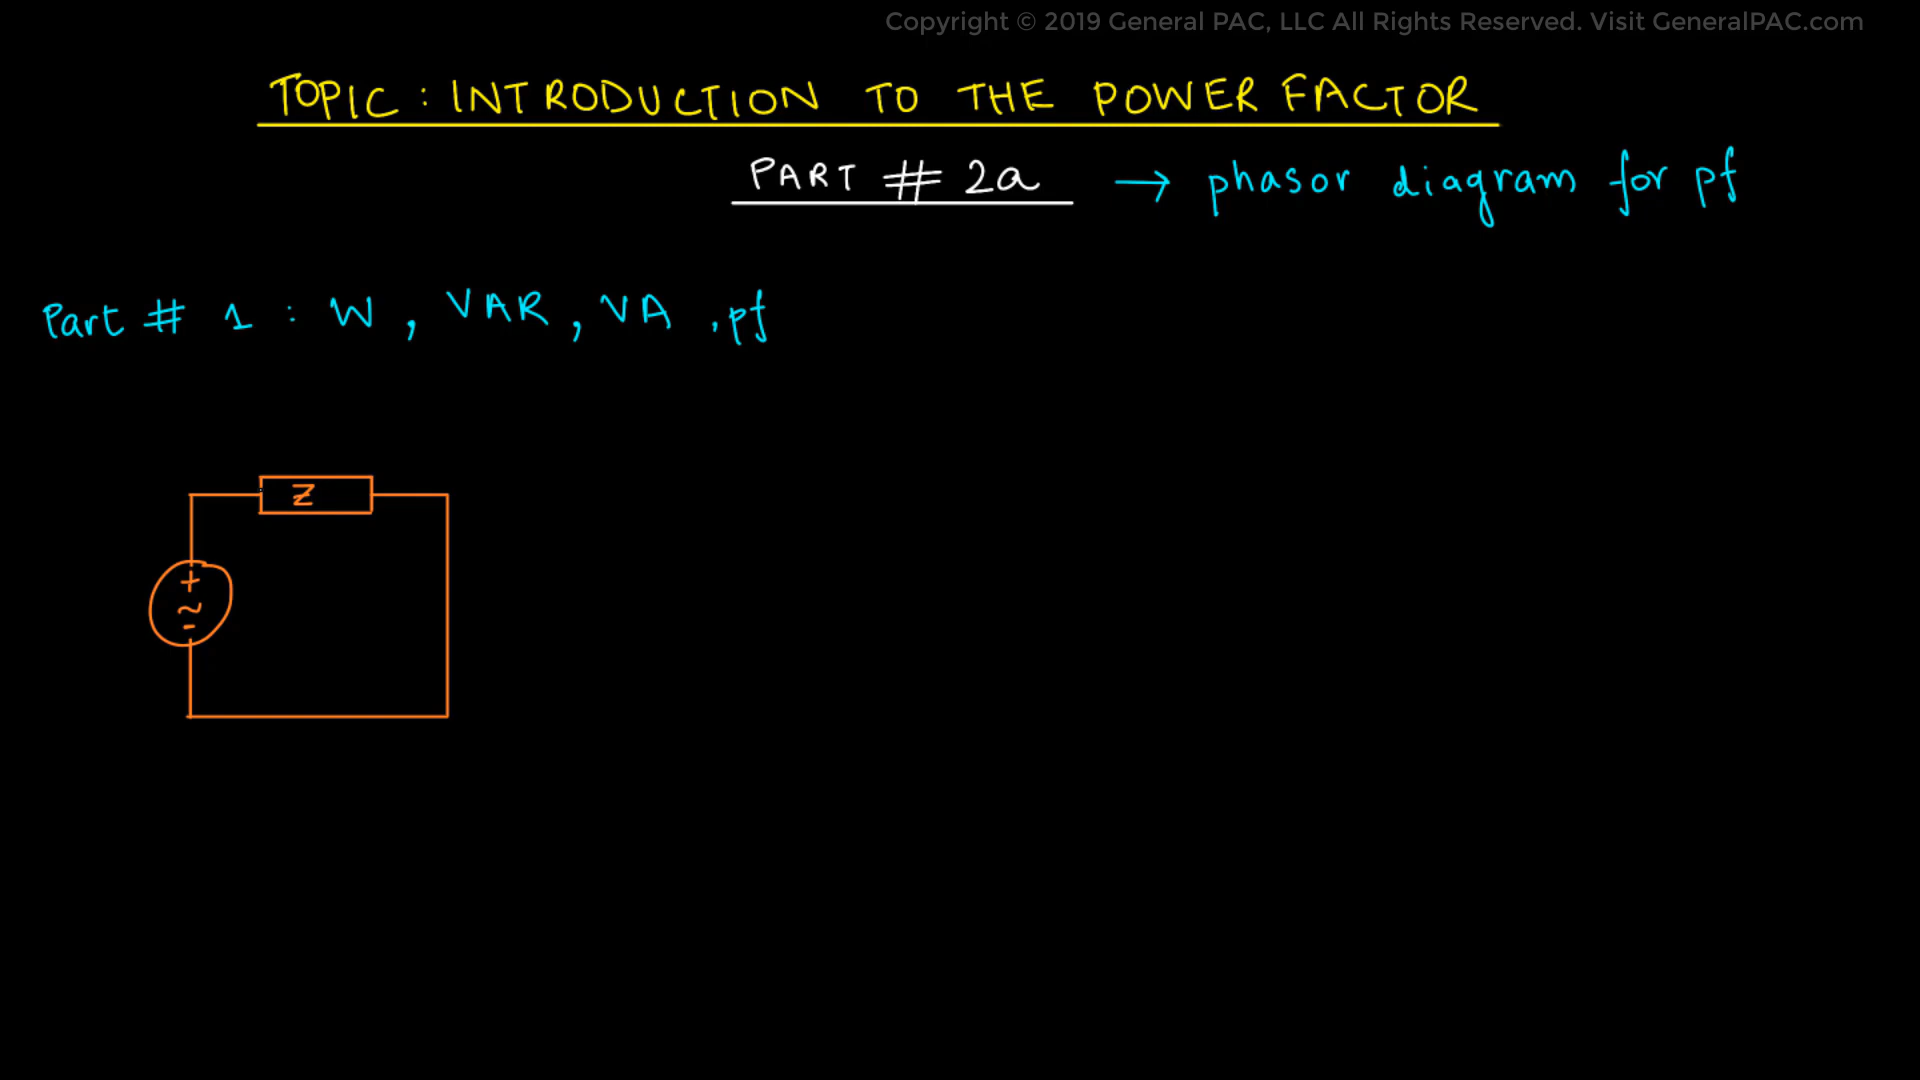 Copyright © 2019 General PAC, LLC All Rights Reserved. Visit GeneralPAC.com
TOPIC : INTRODUCTION TO THE POWER FACTOR
PART # 2a → phasor diagram for pf
Part # 1 : W , VAR , VA , pf
Z
+
~
-